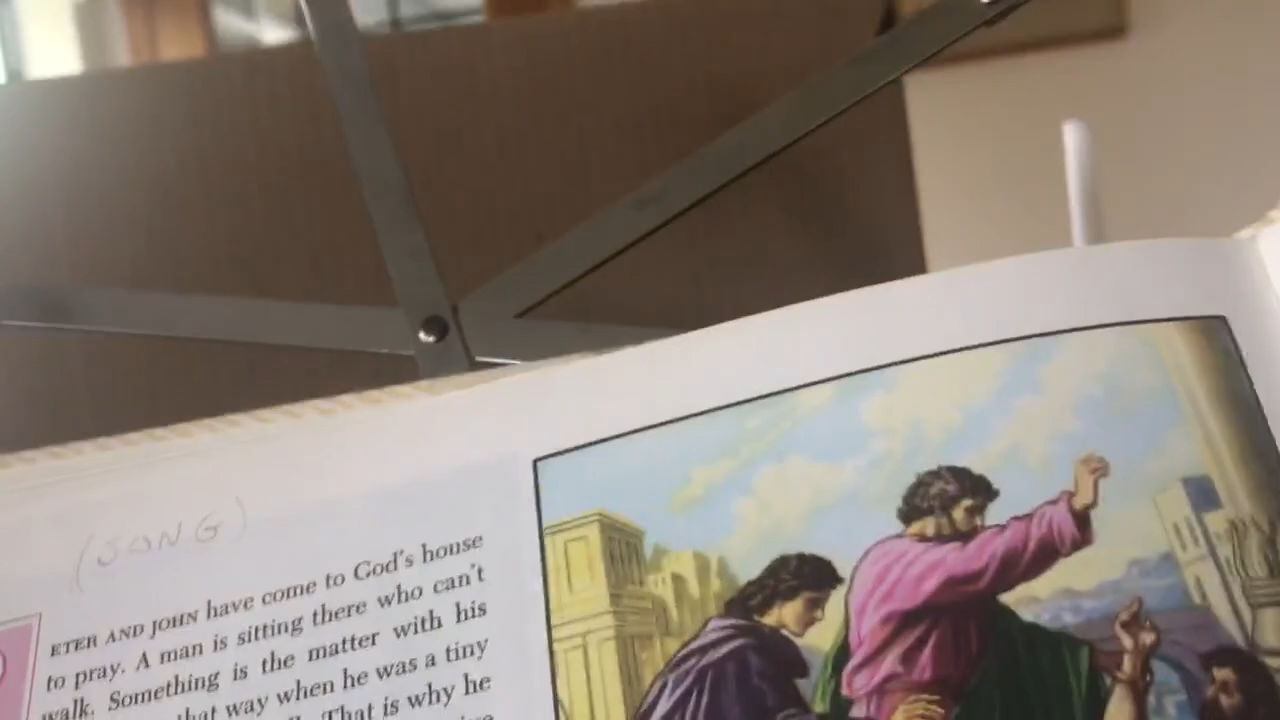 (SONG)
ETER AND JOHN have come to God's house
to pray. A man is sitting there who can't
walk. Something is the matter with his
that way when he was a tiny
That is why he